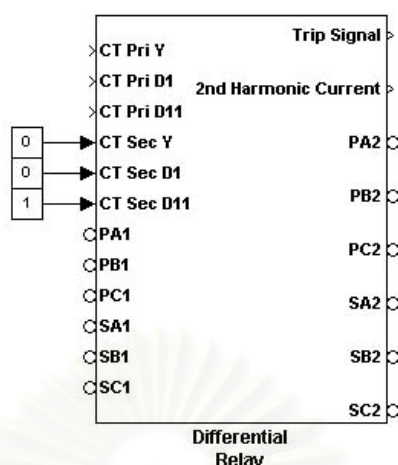 Trip Signal
CT Pri Y
CT Pri D1
2nd Harmonic Current
CT Pri D11
0
CT Sec Y
PA2
0
CT Sec D1
PB2
1
CT Sec D11
PA1
PC2
PB1
PC1
SA2
SA1
SB1
SB2
SC1
SC2
Differential
Relay